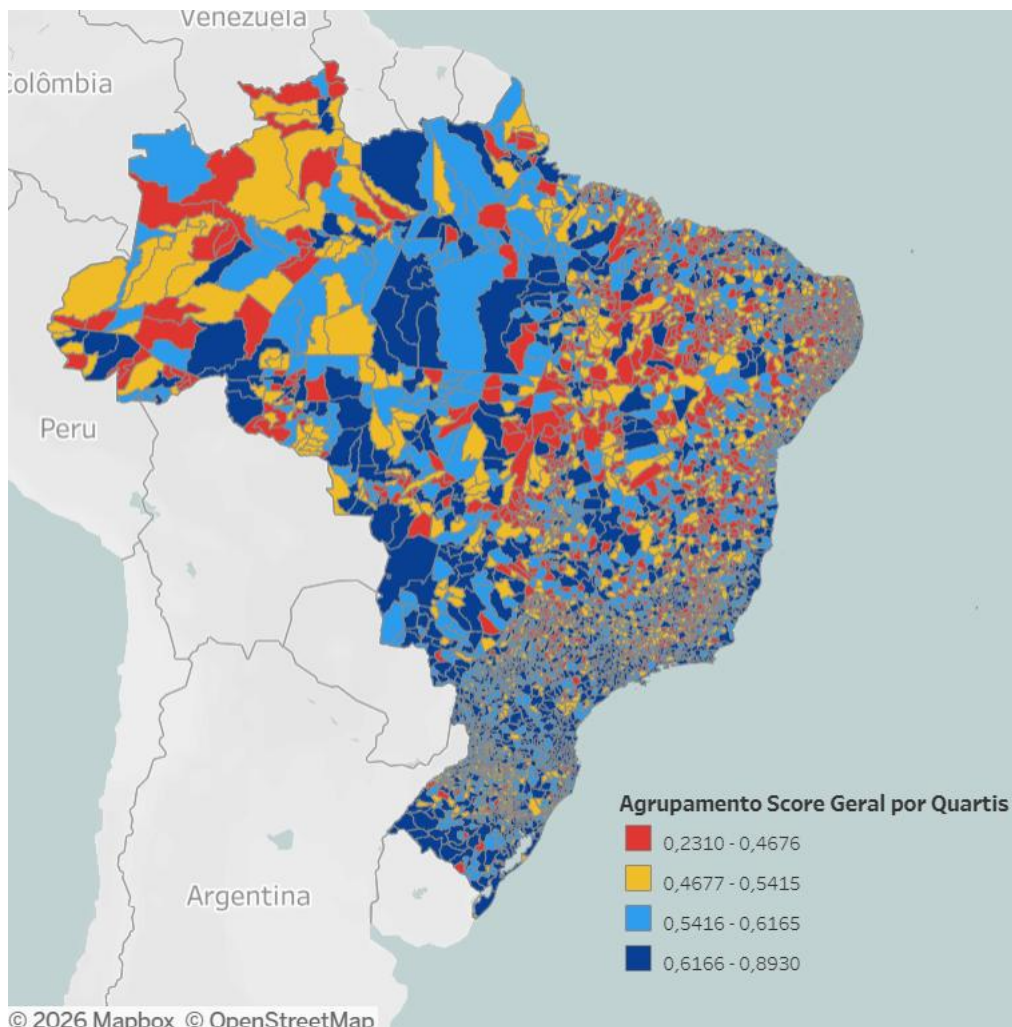 Venezuela
Colômbia
Peru
Agrupamento Score Geral por Quartis
0,2310 - 0,4676
0,4677 - 0,5415
0,5416 - 0,6165
0,6166 - 0,8930
Argentina
© 2026 Mapbox © OpenStreetMap